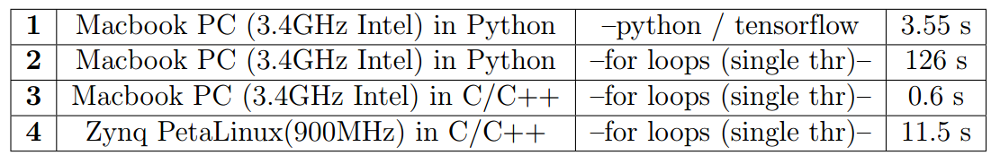 1 Macbook PC (3.4GHz Intel) in Python –python / tensorflow 3.55 s
2 Macbook PC (3.4GHz Intel) in Python –for loops (single thr)– 126 s
3 Macbook PC (3.4GHz Intel) in C/C++ –for loops (single thr)– 0.6 s
4 Zynq PetaLinux(900MHz) in C/C++ –for loops (single thr)– 11.5 s